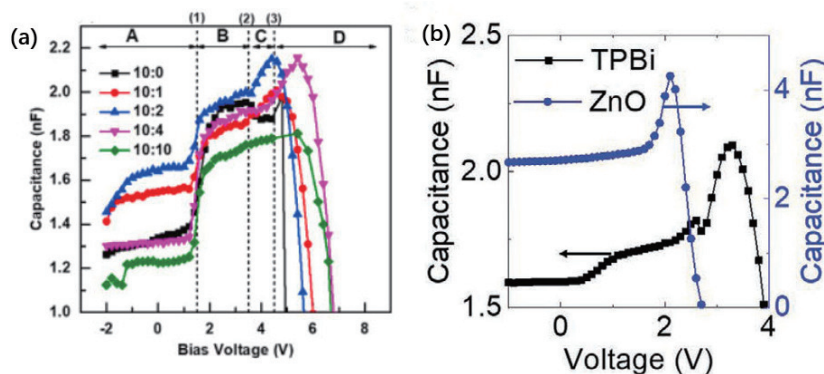 (a)
(1) (2) (3)
A B C D
2.2
2.0
1.8
1.6
1.4
1.2
1.0
Capacitance (nF)
10:0
10:1
10:2
10:4
10:10
-2 0 2 4 6 8
Bias Voltage (V)
(b)
2.5
2.0
1.5
Capacitance (nF)
TPBi
ZnO
4
2
0
Capacitance (nF)
0 2 4
Voltage (V)